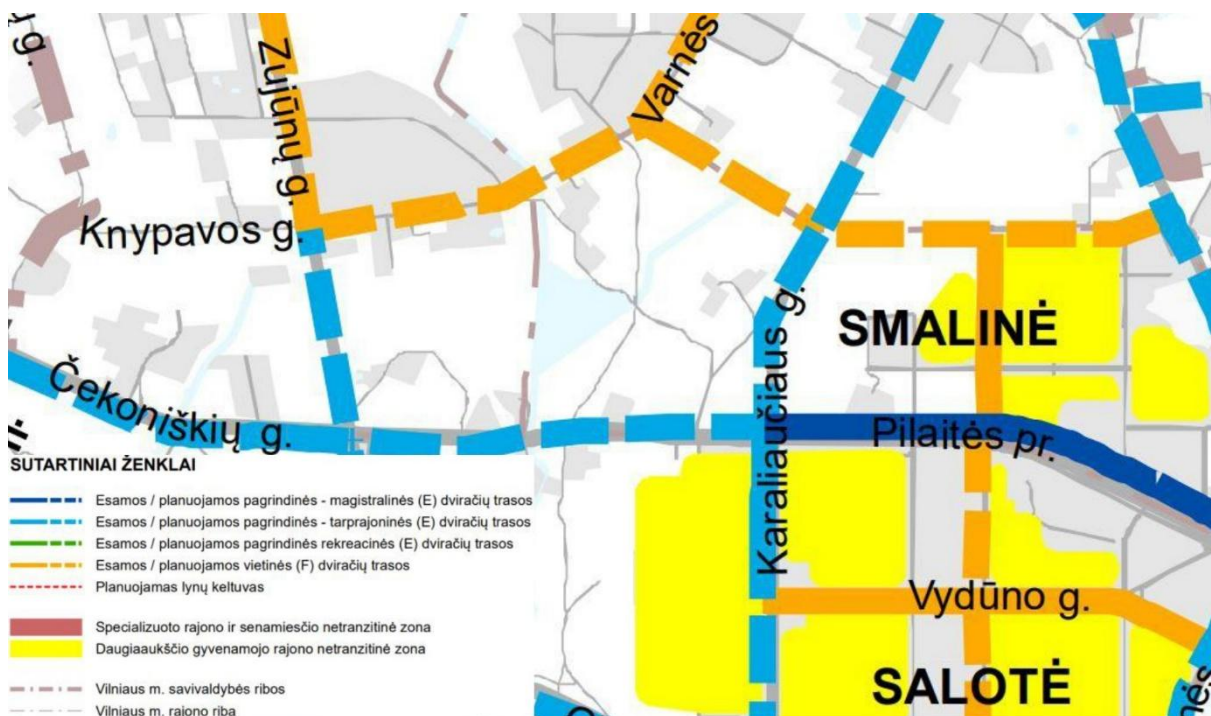 Zujūnų g.
Varnės
Knypavos g.
SMALINĖ
Karaliaučiaus g.
Čekoniškių g.
Pilaitės pr.
SUTARTINIAI ŽENKLAI
Esamos / planuojamos pagrindinės - magistralinės (E) dviračių trasos
Esamos / planuojamos pagrindinės - tarprajoninės (E) dviračių trasos
Esamos / planuojamos pagrindinės rekreacinės (E) dviračių trasos
Esamos / planuojamos vietinės (F) dviračių trasos
Planuojamas lynų keltuvas
Vydūno g.
Specializuoto rajono ir senamiesčio netranzitinė zona
Daugiaaukščio gyvenamojo rajono netranzitinė zona
SALOTĖ
Vilniaus m. savivaldybės ribos
Vilniaus m. rajono riba